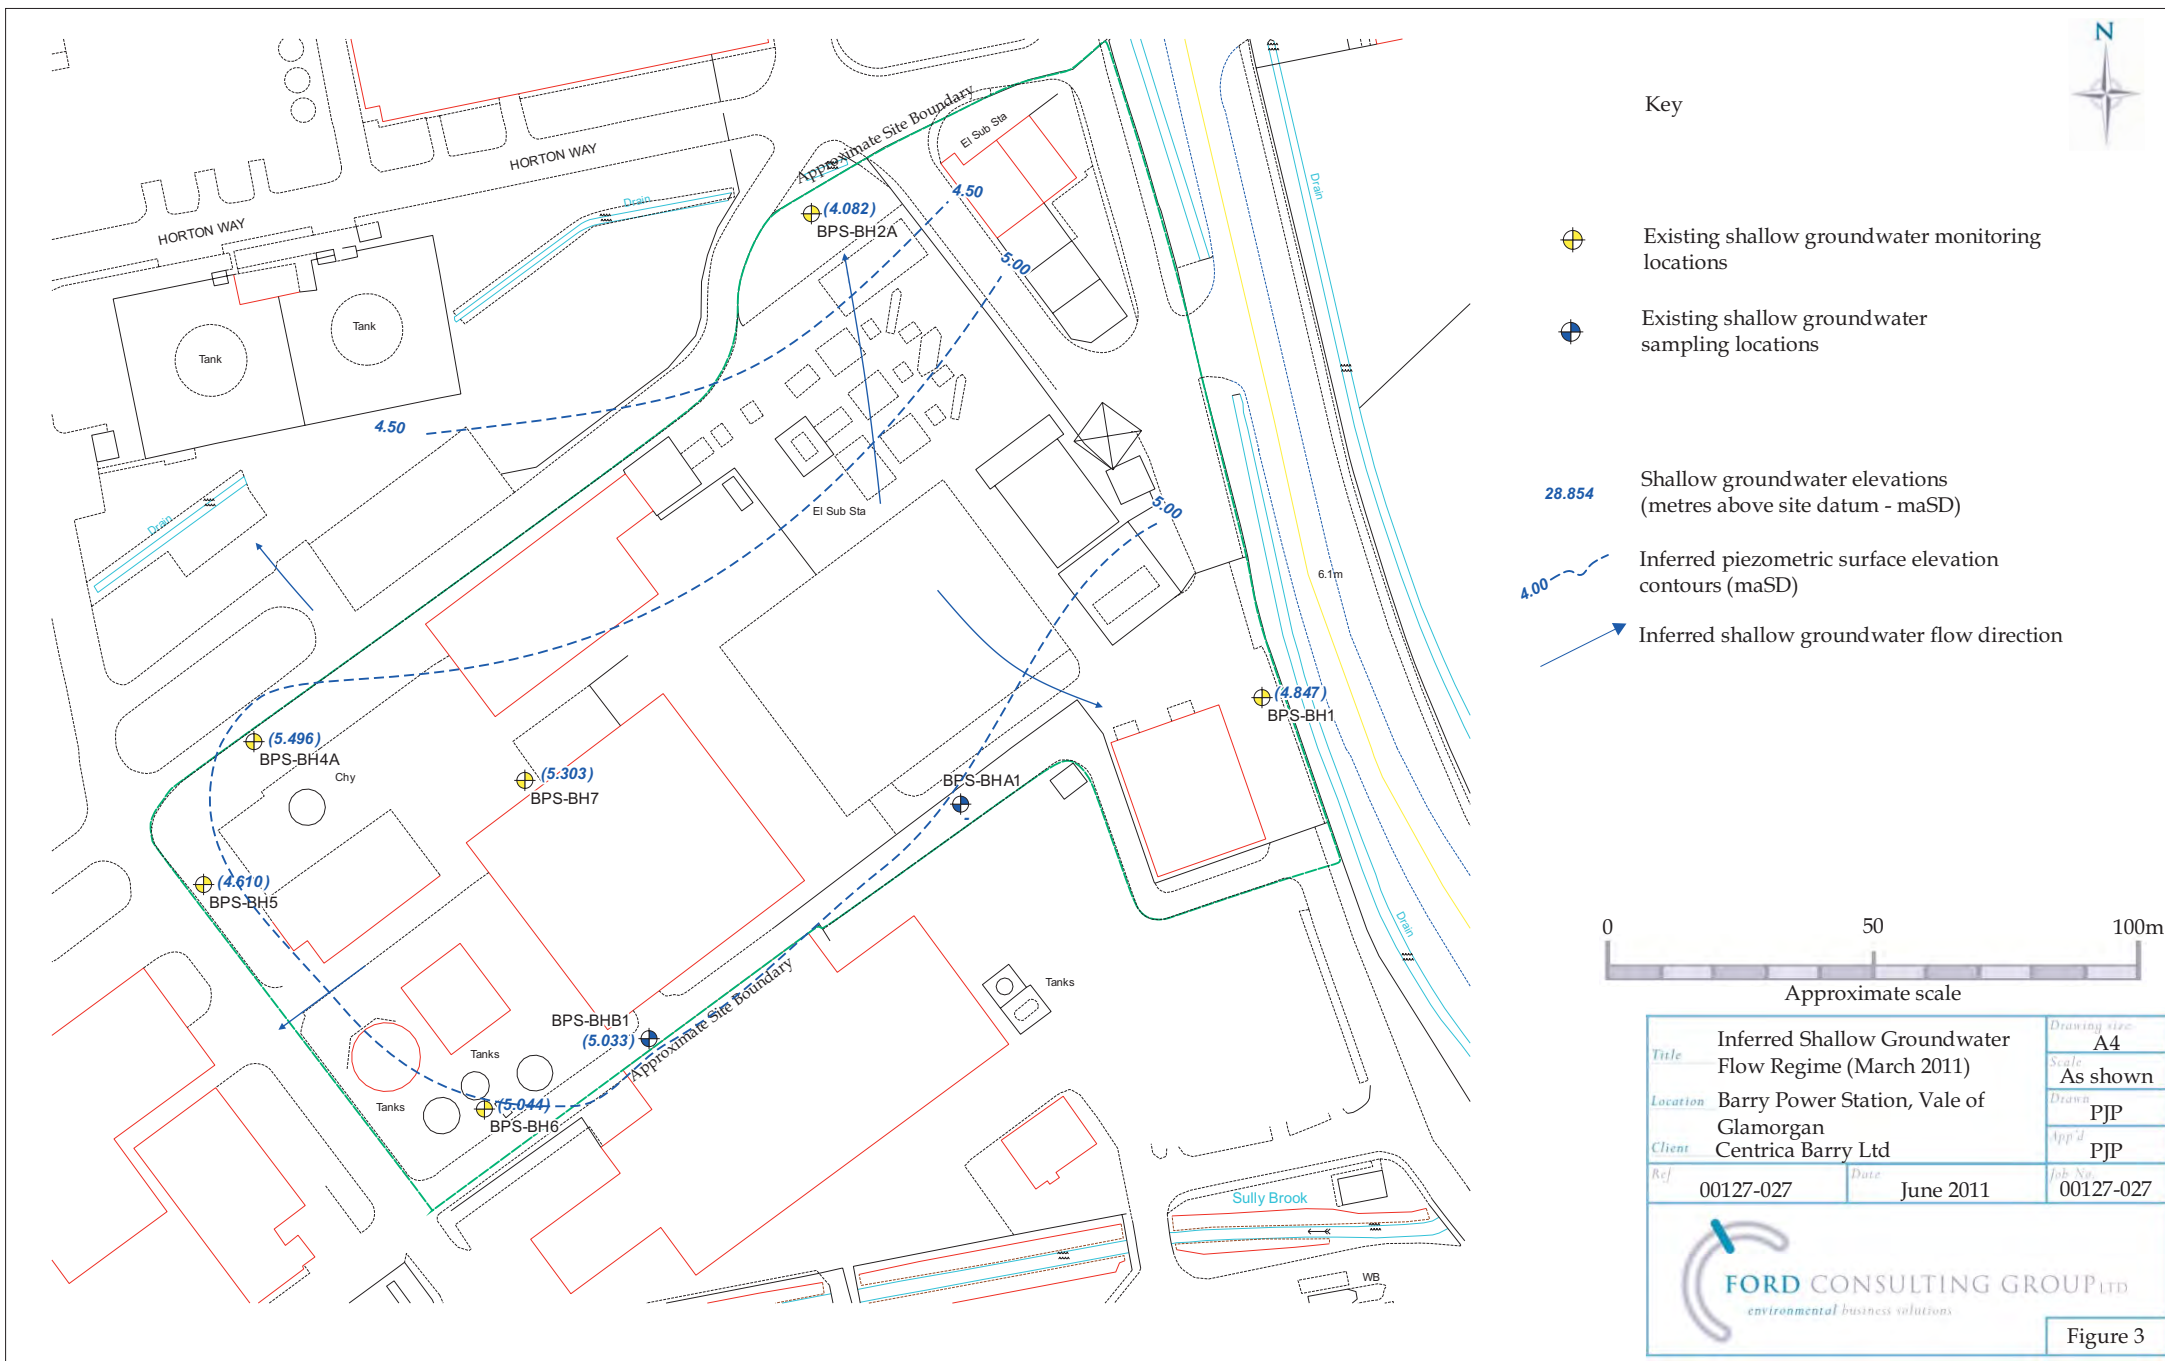 HORTON WAY
HORTON WAY
Drain
Tank
Tank
Drain
4.50
Approximate Site Boundary
El Sub Sta
4.50
(4.082)
BPS-BH2A
5.00
Drain
El Sub Sta
5.00
6.1m
(4.847)
BPS-BH1
(5.496)
BPS-BH4A
Chy
(5.303)
BPS-BH7
BPS-BHA1
(4.610)
BPS-BH5
Drain
Approximate Site Boundary
BPS-BHB1
(5.033)
Tanks
Tanks
Tanks
(5.044)
BPS-BH6
Sully Brook
WB
N
Key
Existing shallow groundwater monitoring
locations
Existing shallow groundwater
sampling locations
28.854
Shallow groundwater elevations
(metres above site datum - maSD)
4.00
Inferred piezometric surface elevation
contours (maSD)
Inferred shallow groundwater flow direction
0 50 100m
Approximate scale
Title
Inferred Shallow Groundwater
Flow Regime (March 2011)
Drawing size
A4
Scale
As shown
Location
Barry Power Station, Vale of
Glamorgan
Drawn
PJP
Client
Centrica Barry Ltd
App'd
PJP
Ref
00127-027
Date
June 2011
Job No.
00127-027
FORD CONSULTING GROUP LTD
environmental business solutions
Figure 3